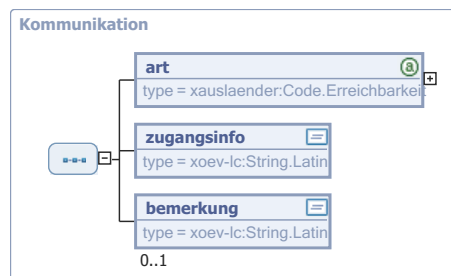 Kommunikation
art
type = xauslaender:Code.Erreichbarkeit
zugangsinfo
type = xoev-lc:String.Latin
bemerkung
type = xoev-lc:String.Latin
0..1